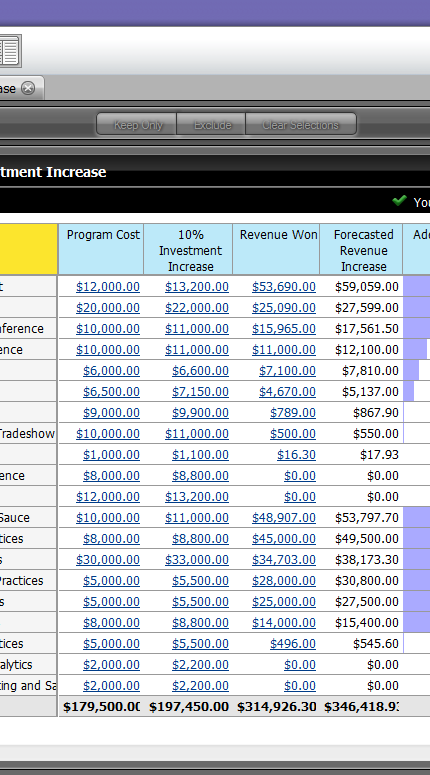 ase
Keep Only Exclude Clear Selections
tment Increase
You
Program Cost 10% Investment Increase Revenue Won Forecasted Revenue Increase Ad
t $12,000.00 $13,200.00 $53,690.00 $59,059.00
$20,000.00 $22,000.00 $25,090.00 $27,599.00
nference $10,000.00 $11,000.00 $15,965.00 $17,561.50
ence $10,000.00 $11,000.00 $11,000.00 $12,100.00
$6,000.00 $6,600.00 $7,100.00 $7,810.00
$6,500.00 $7,150.00 $4,670.00 $5,137.00
$9,000.00 $9,900.00 $789.00 $867.90
Tradeshow $10,000.00 $11,000.00 $500.00 $550.00
$1,000.00 $1,100.00 $16.30 $17.93
ence $8,000.00 $8,800.00 $0.00 $0.00
$12,000.00 $13,200.00 $0.00 $0.00
Sauce $10,000.00 $11,000.00 $48,907.00 $53,797.70
tices $8,000.00 $8,800.00 $45,000.00 $49,500.00
s $30,000.00 $33,000.00 $34,703.00 $38,173.30
Practices $5,000.00 $5,500.00 $28,000.00 $30,800.00
s $5,000.00 $5,500.00 $25,000.00 $27,500.00
$8,000.00 $8,800.00 $14,000.00 $15,400.00
tices $5,000.00 $5,500.00 $496.00 $545.60
alytics $2,000.00 $2,200.00 $0.00 $0.00
ting and Sa $2,000.00 $2,200.00 $0.00 $0.00
$179,500.00 $197,450.00 $314,926.30 $346,418.9